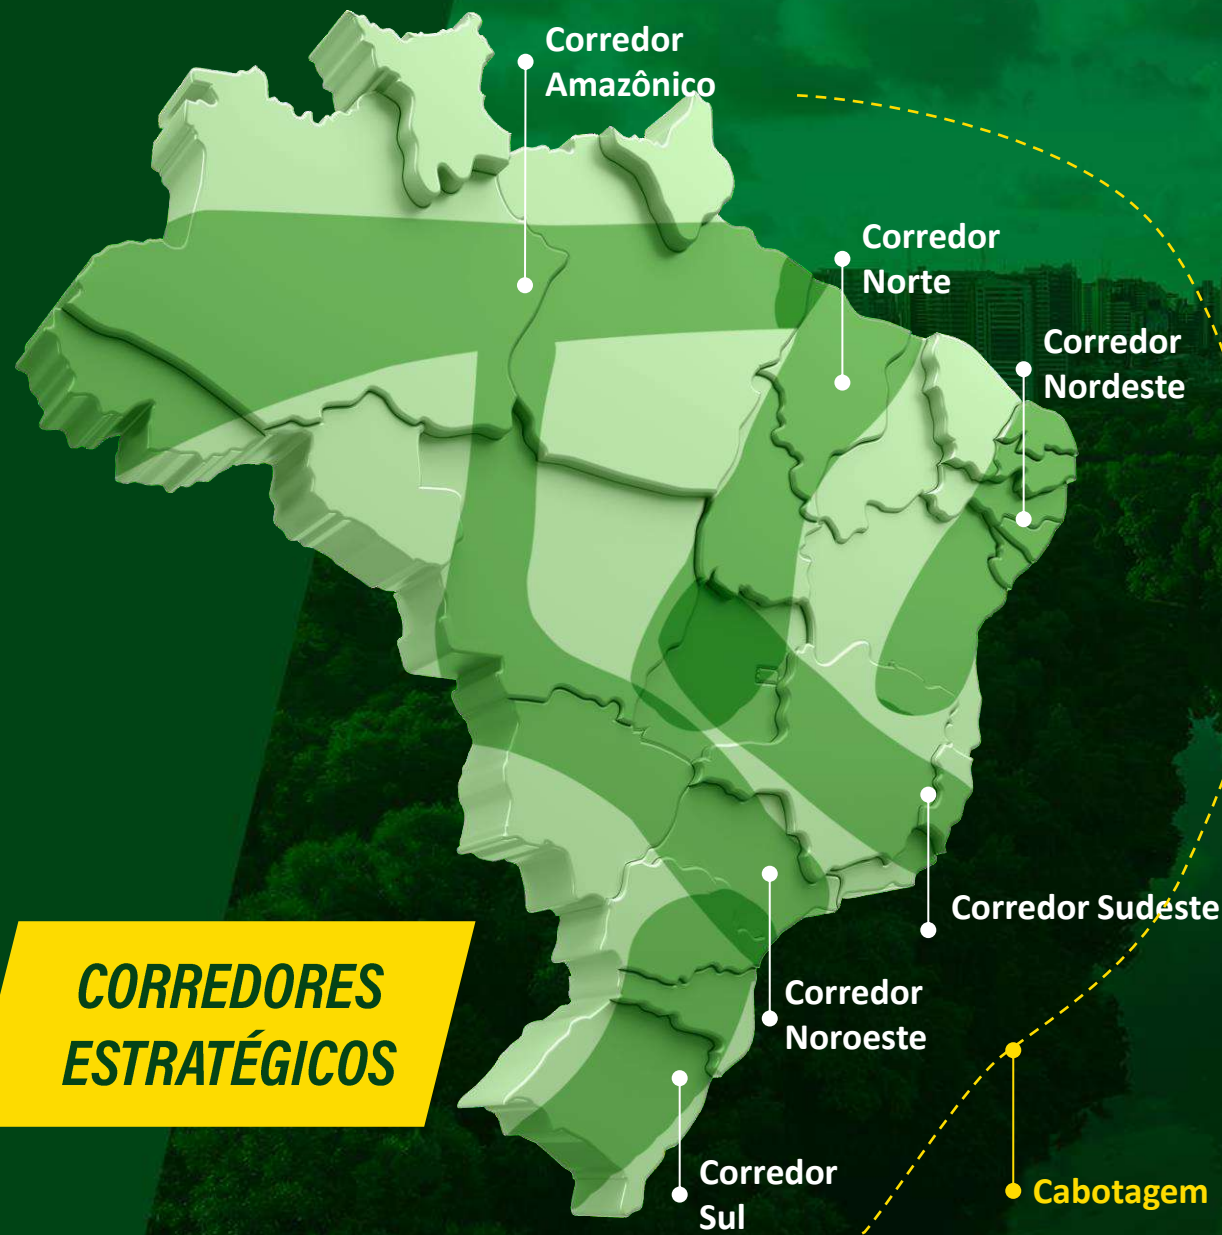 Corredor
Amazônico
Corredor
Norte
Corredor
Nordeste
Corredor Sudeste
CORREDORES
ESTRATÉGICOS
Corredor
Noroeste
Corredor
Sul
Cabotagem